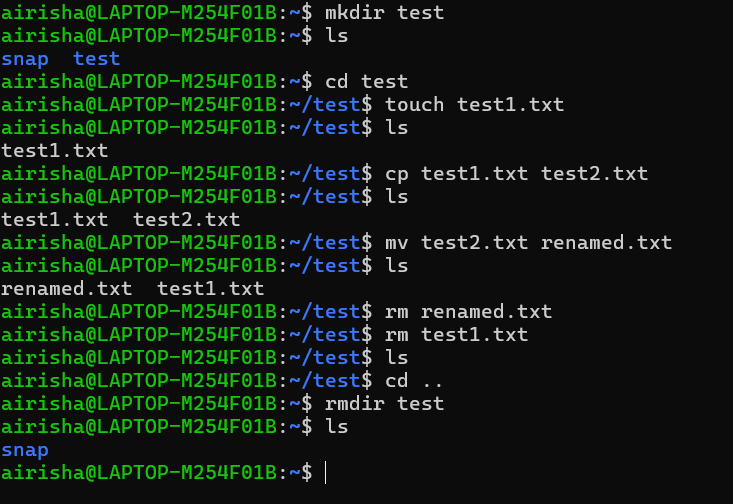 airisha@LAPTOP-M254F01B:~$ mkdir test
airisha@LAPTOP-M254F01B:~$ ls
snap  test
airisha@LAPTOP-M254F01B:~$ cd test
airisha@LAPTOP-M254F01B:~/test$ touch test1.txt
airisha@LAPTOP-M254F01B:~/test$ ls
test1.txt
airisha@LAPTOP-M254F01B:~/test$ cp test1.txt test2.txt
airisha@LAPTOP-M254F01B:~/test$ ls
test1.txt  test2.txt
airisha@LAPTOP-M254F01B:~/test$ mv test2.txt renamed.txt
airisha@LAPTOP-M254F01B:~/test$ ls
renamed.txt  test1.txt
airisha@LAPTOP-M254F01B:~/test$ rm renamed.txt
airisha@LAPTOP-M254F01B:~/test$ rm test1.txt
airisha@LAPTOP-M254F01B:~/test$ ls
airisha@LAPTOP-M254F01B:~/test$ cd ..
airisha@LAPTOP-M254F01B:~$ rmdir test
airisha@LAPTOP-M254F01B:~$ ls
snap
airisha@LAPTOP-M254F01B:~$